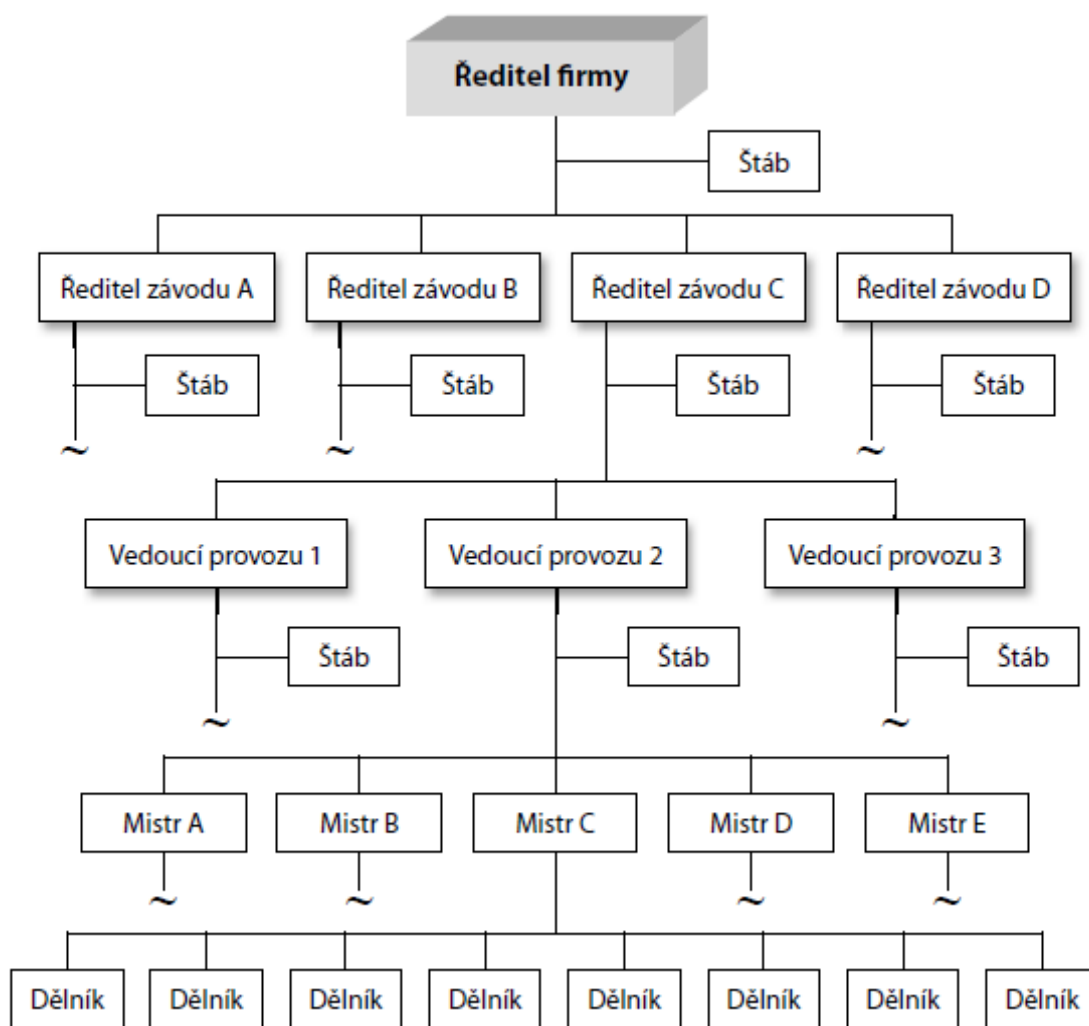 Ředitel firmy
Štáb
Ředitel závodu A
Ředitel závodu B
Ředitel závodu C
Ředitel závodu D
Štáb
Štáb
Štáb
Štáb
~
~
~
Vedoucí provozu 1
Vedoucí provozu 2
Vedoucí provozu 3
Štáb
Štáb
Štáb
~
~
Mistr A
Mistr B
Mistr C
Mistr D
Mistr E
~
~
~
~
Dělník
Dělník
Dělník
Dělník
Dělník
Dělník
Dělník
Dělník